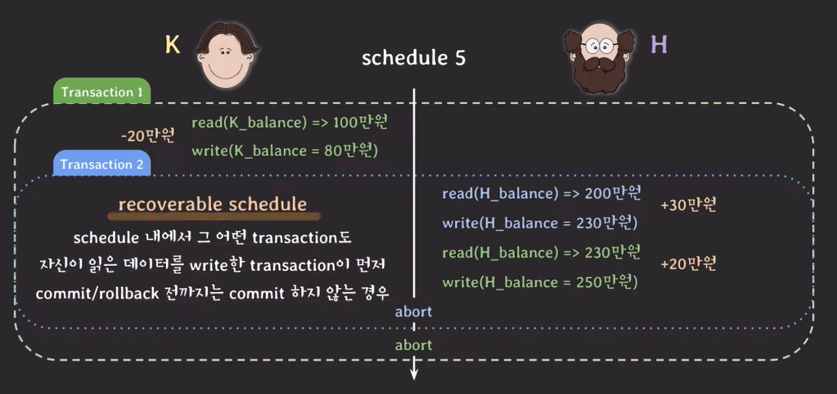 K
schedule 5
H
Transaction 1
-20만원
read(K_balance) => 100만원
write(K_balance = 80만원)
Transaction 2
recoverable schedule
schedule 내에서 그 어떤 transaction도
자신이 읽은 데이터를 write한 transaction이 먼저
commit/rollback 전까지는 commit 하지 않는 경우
read(H_balance) => 200만원
write(H_balance = 230만원)
+30만원
read(H_balance) => 230만원
write(H_balance = 250만원)
+20만원
abort
abort